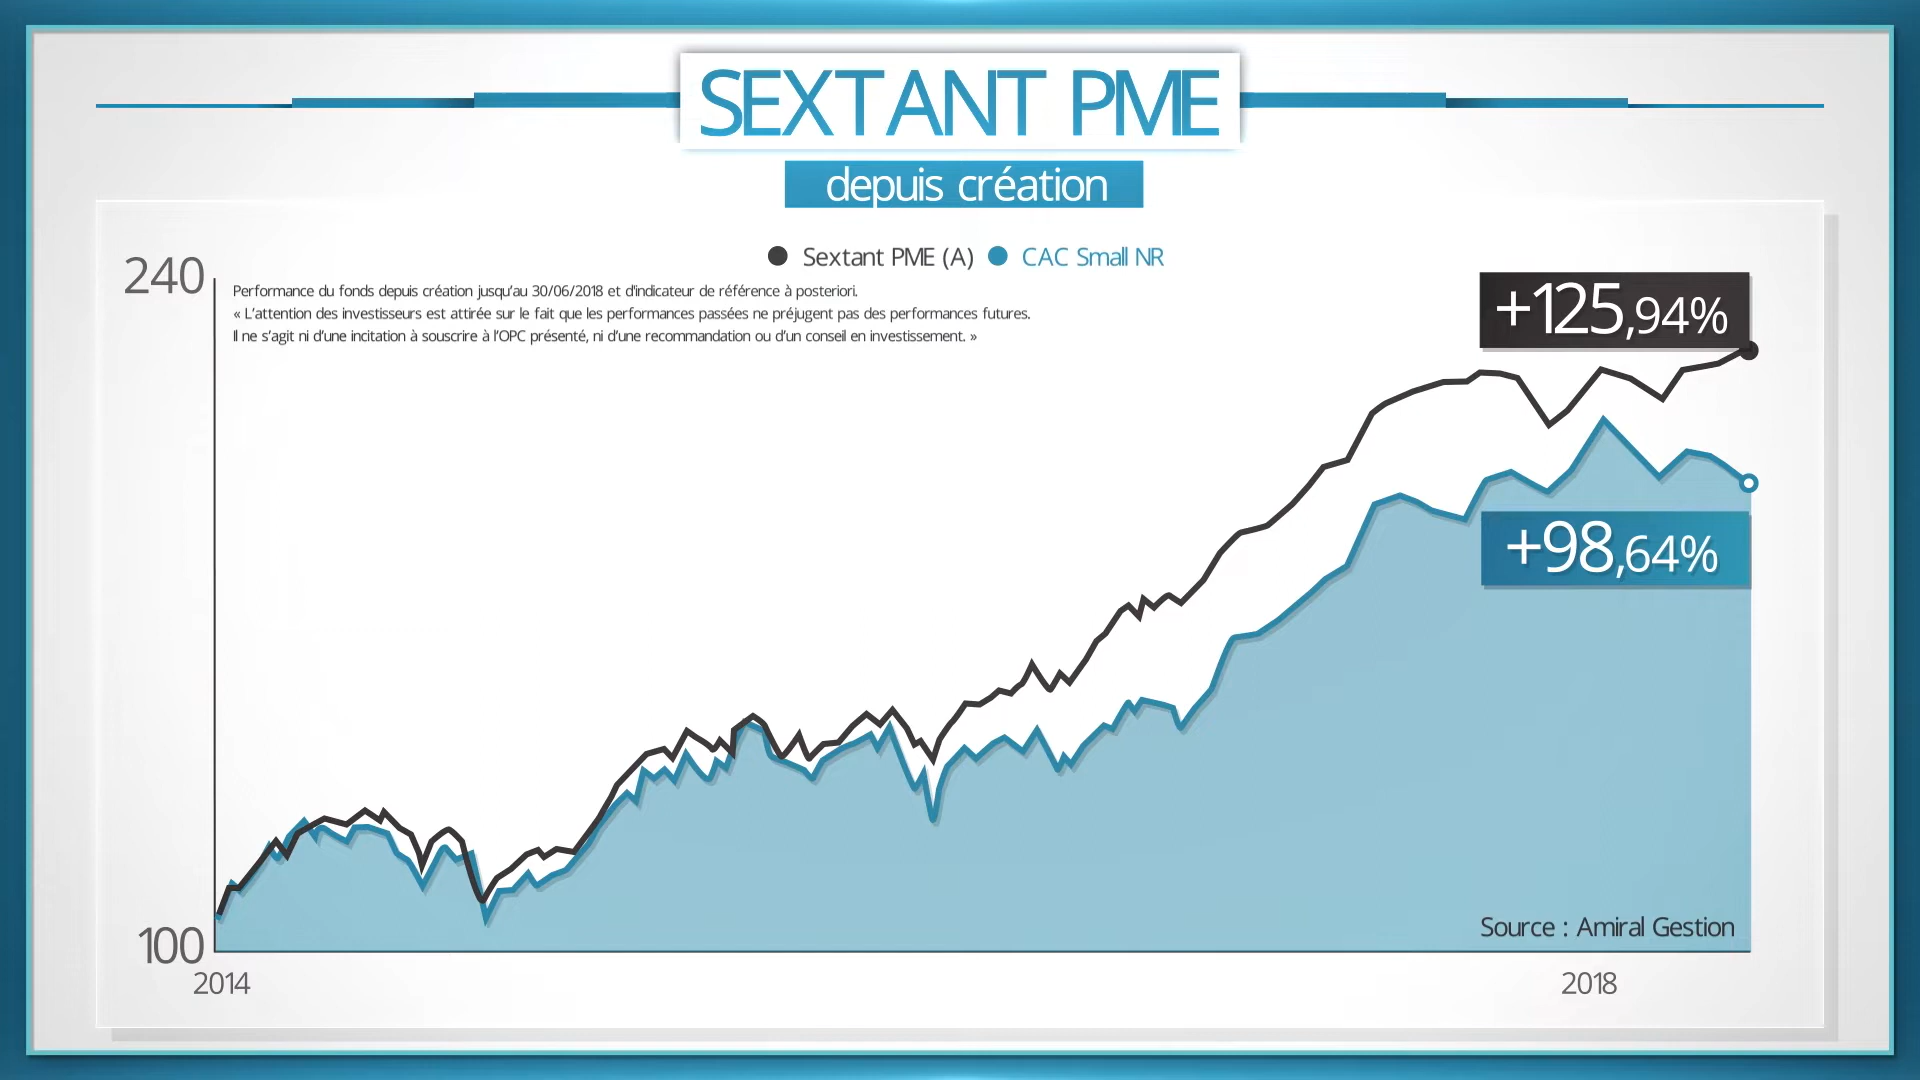 SEXTANT PME
depuis création
Sextant PME (A) CAC Small NR
240
Performance du fonds depuis création jusqu'au 30/06/2018 et d'indicateur de référence à posteriori.
« L'attention des investisseurs est attirée sur le fait que les performances passées ne préjugent pas des performances futures.
Il ne s'agit ni d'une incitation à souscrire à l'OPC présenté, ni d'une recommandation ou d'un conseil en investissement. »
+125,94%
+98,64%
Source : Amiral Gestion
100
2014 2018